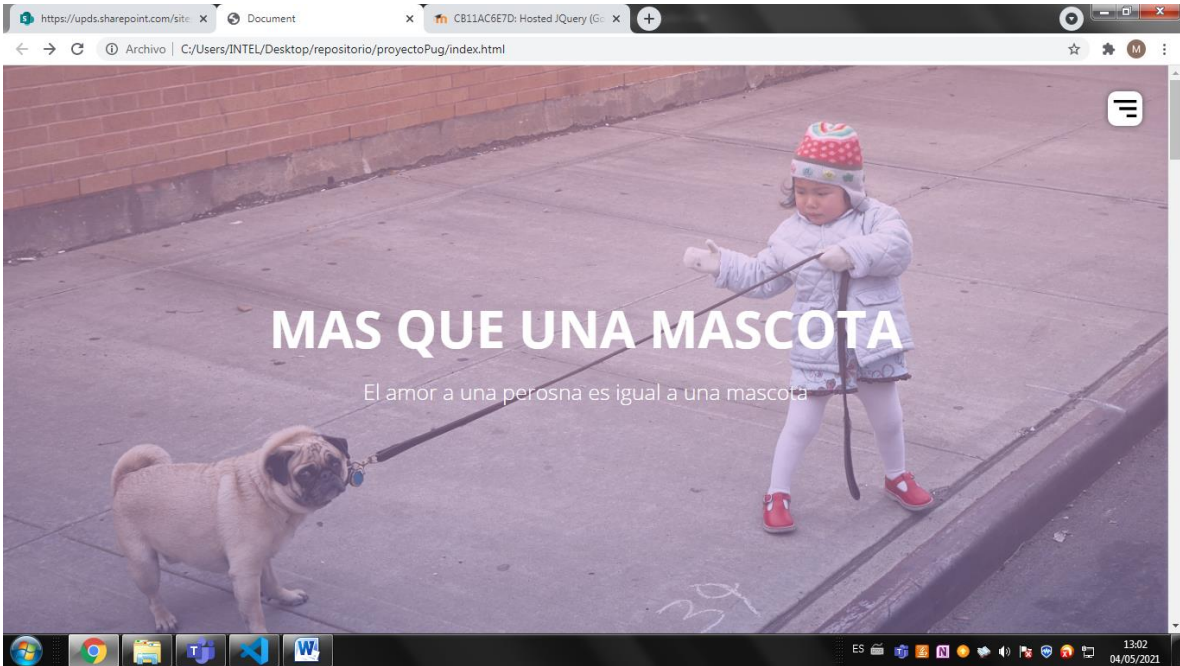 https://upds.sharepoint.com/site
Document
CB11AC6E7D: Hosted JQuery (Go
Archivo | C:/Users/INTEL/Desktop/repositorio/proyectoPug/index.html
M
MAS QUE UNA MASCOTA
El amor a una perosna es igual a una mascota
ES
13:02
04/05/2021